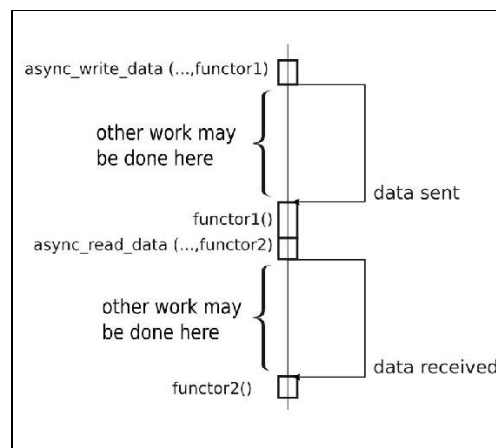 async_write_data (...,functor1)
other work may
be done here
data sent
functor1()
async_read_data (...,functor2)
other work may
be done here
data received
functor2()